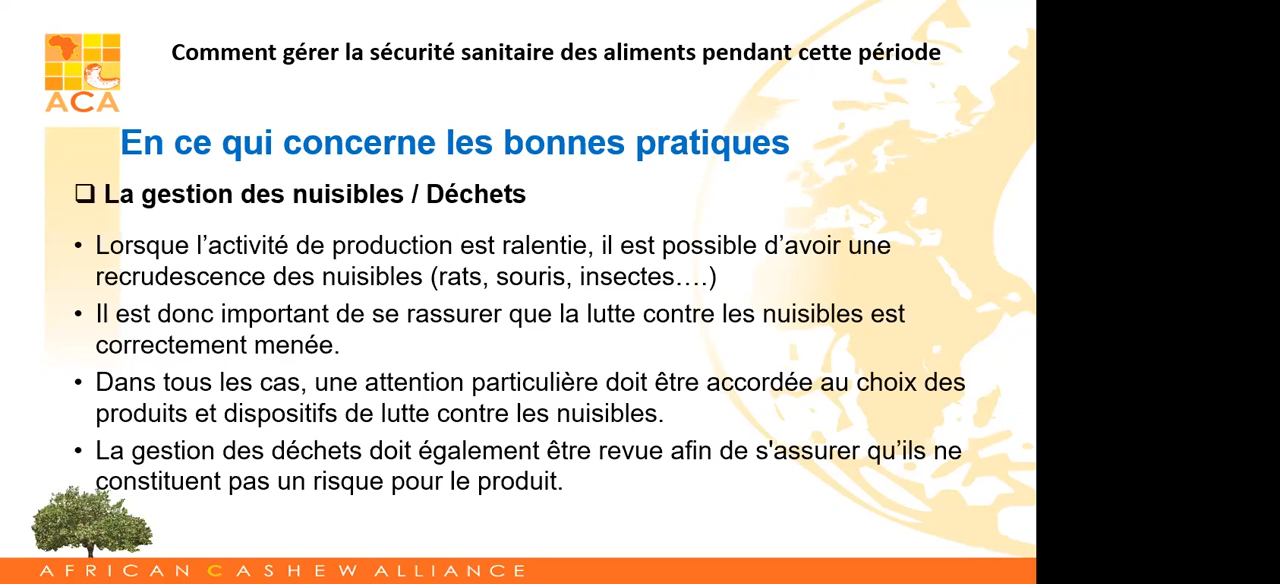 Comment gérer la sécurité sanitaire des aliments pendant cette période
ACA
En ce qui concerne les bonnes pratiques
❑ La gestion des nuisibles / Déchets
• Lorsque l’activité de production est ralentie, il est possible d’avoir une
recrudescence des nuisibles (rats, souris, insectes….)
• Il est donc important de se rassurer que la lutte contre les nuisibles est
correctement menée.
• Dans tous les cas, une attention particulière doit être accordée au choix des
produits et dispositifs de lutte contre les nuisibles.
• La gestion des déchets doit également être revue afin de s'assurer qu’ils ne
constituent pas un risque pour le produit.
AFRICAN CASHEW ALLIANCE